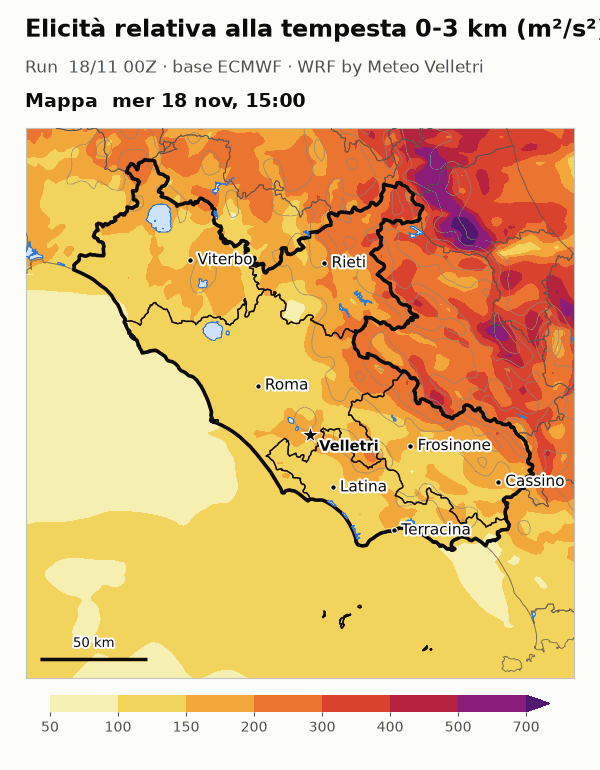 Elicità relativa alla tempesta 0-3 km (m²/s²)
Run  18/11 00Z · base ECMWF · WRF by Meteo Velletri
Mappa  mer 18 nov, 15:00
Viterbo
Rieti
Roma
Velletri
Frosinone
Latina
Cassino
Terracina
50 km
50 100 150 200 300 400 500 700